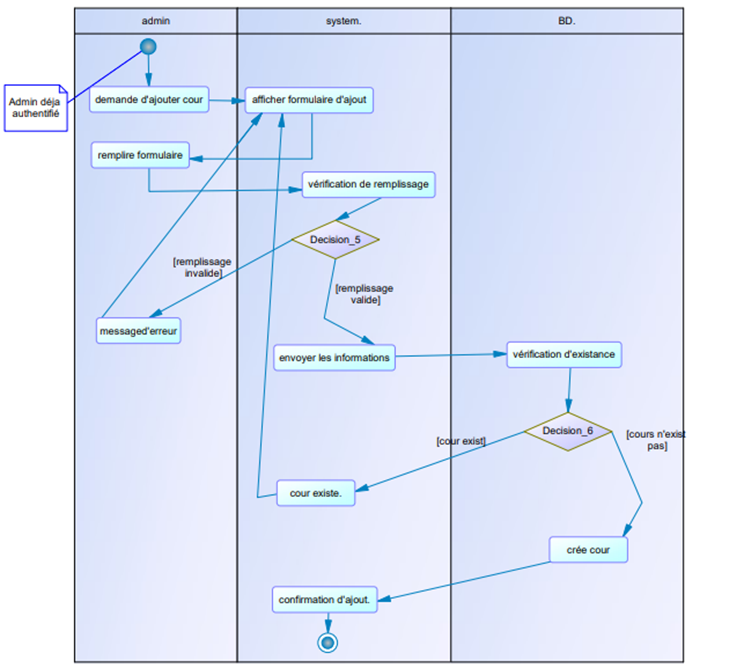 admin
system.
BD.
Admin déja
authentifié
demande d'ajouter cour
afficher formulaire d'ajout
remplire formulaire
vérification de remplissage
Decision_5
[remplissage
invalide]
[remplissage
valide]
messaged'erreur
envoyer les informations
vérification d'existance
Decision_6
[cour exist]
[cours n'exist
pas]
cour existe.
crée cour
confirmation d'ajout.